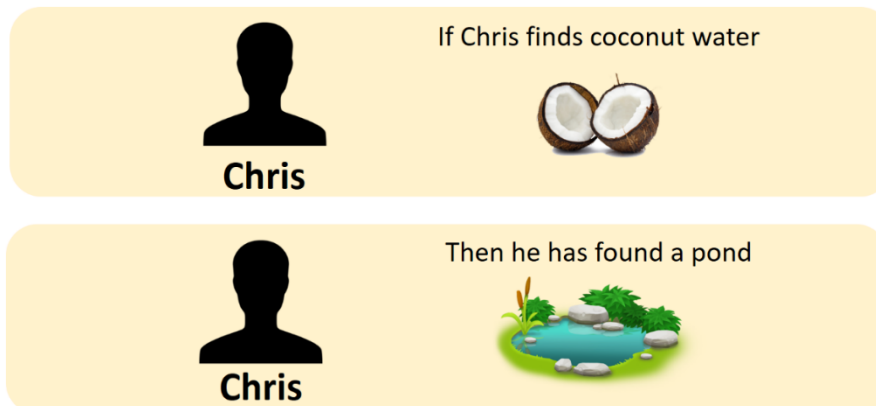 If Chris finds coconut water
Chris
Then he has found a pond
Chris